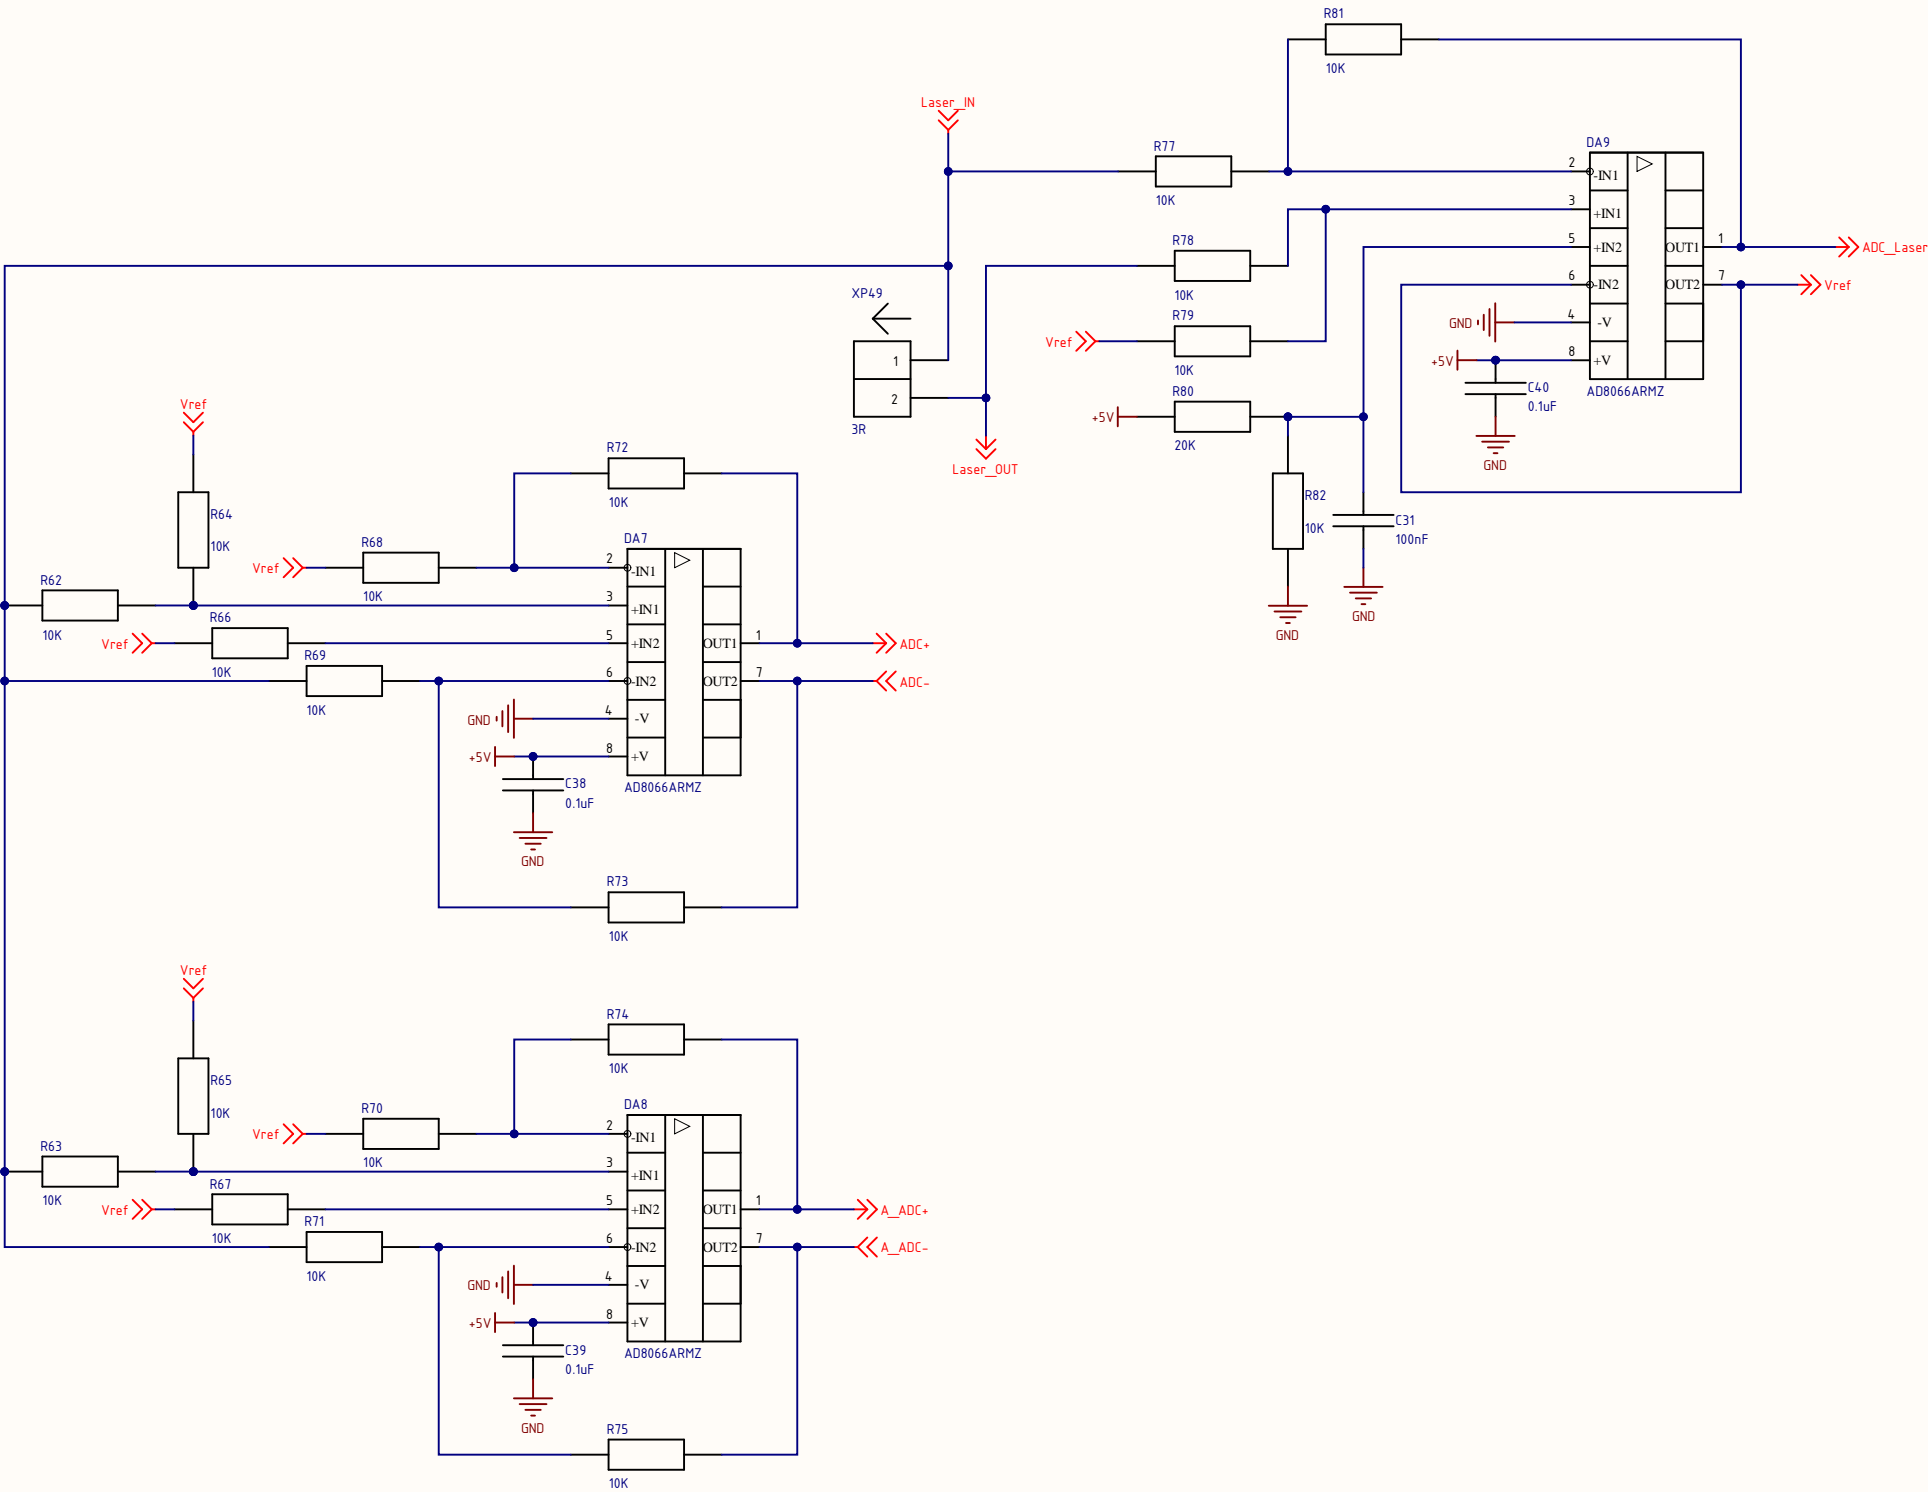 R81
10K
Laser_IN
R77
10K
DA9
2
-IN1
3
+IN1
5
+IN2
OUT1
1
ADC_Laser
6
-IN2
OUT2
7
Vref
GND
4
-V
+5V
8
+V
C40
0.1uF
AD8066ARMZ
GND
R78
10K
R79
Vref
10K
R80
+5V
20K
R82
10K
C31
100nF
GND
GND
XP49
1
2
3R
Laser_OUT
Vref
R64
10K
R72
10K
R68
Vref
10K
DA7
2
-IN1
R62
10K
3
+IN1
R66
Vref
10K
5
+IN2
OUT1
1
ADC+
R69
10K
6
-IN2
OUT2
7
ADC-
GND
4
-V
+5V
8
+V
C38
0.1uF
AD8066ARMZ
GND
R73
10K
Vref
R65
10K
R74
10K
R70
Vref
10K
DA8
2
-IN1
R63
10K
3
+IN1
R67
Vref
10K
5
+IN2
OUT1
1
A_ADC+
R71
10K
6
-IN2
OUT2
7
A_ADC-
GND
4
-V
+5V
8
+V
C39
0.1uF
AD8066ARMZ
GND
R75
10K